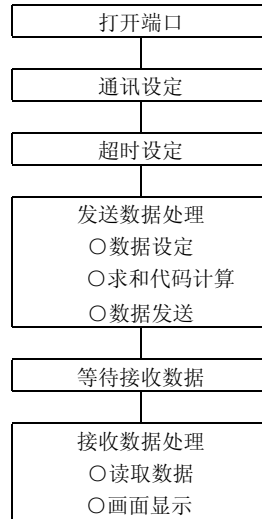 打开端口
通讯设定
超时设定
发送数据处理
○数据设定
○求和代码计算
○数据发送
等待接收数据
接收数据处理
○读取数据
○画面显示